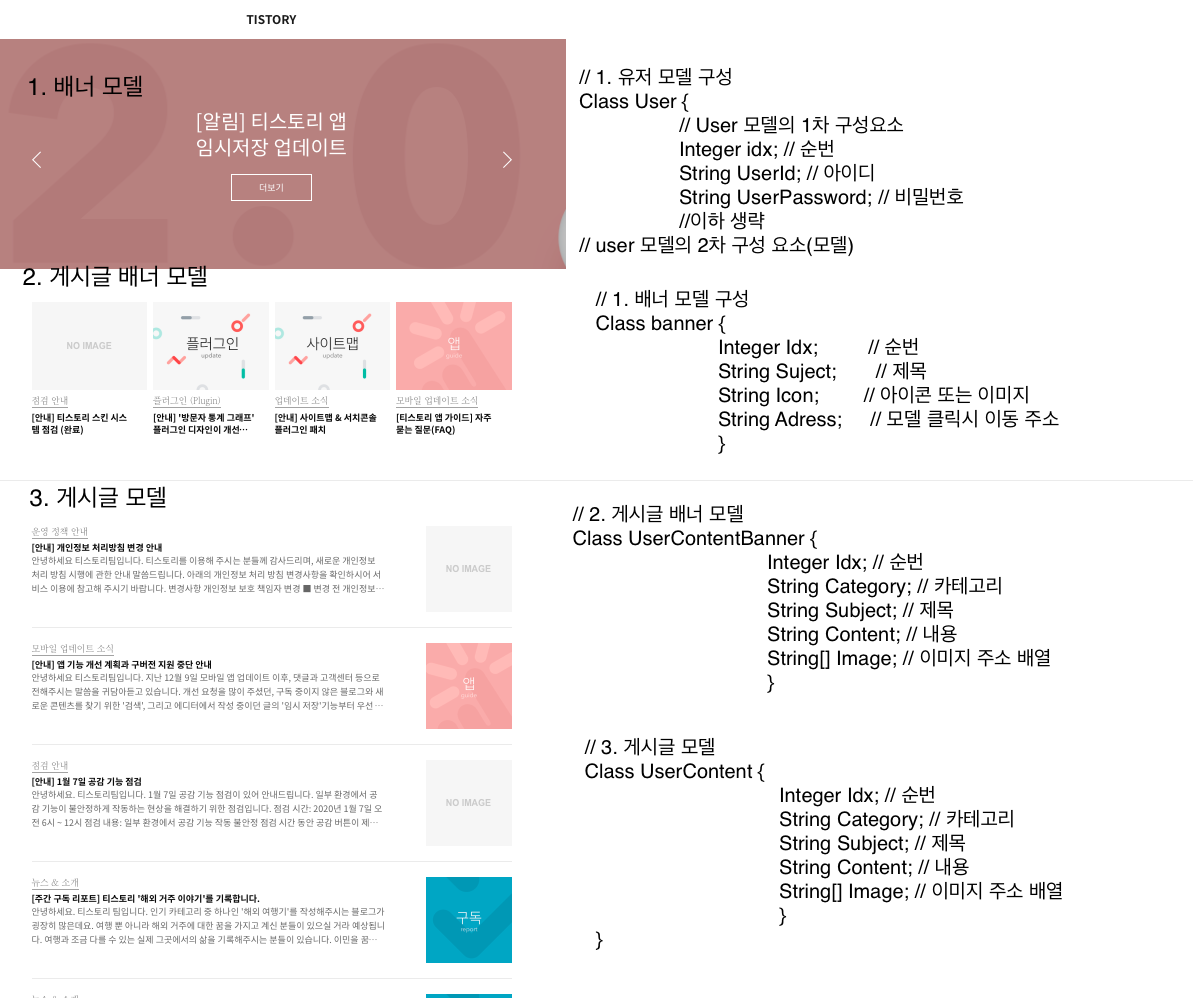 TISTORY
1. 배너 모델
2.0
[알림] 티스토리 앱
임시저장 업데이트
더보기
2. 게시글 배너 모델
NO IMAGE
점검 안내
[안내] 티스토리 스킨 시스
템 점검 (완료)
플러그인
update
플러그인 (Plugin)
[안내] '방문자 통계 그래프'
플러그인 디자인이 개선…
사이트맵
update
업데이트 소식
[안내] 사이트맵 & 서치콘솔
플러그인 패치
앱
guide
모바일 업데이트 소식
[티스토리 앱 가이드] 자주
묻는 질문(FAQ)
3. 게시글 모델
운영 정책 안내
[안내] 개인정보 처리방침 변경 안내
안녕하세요 티스토리팀입니다. 티스토리를 이용해 주시는 분들께 감사드리며, 새로운 개인정보
처리 방침 시행에 관한 안내 말씀드립니다. 아래의 개인정보 처리 방침 변경사항을 확인하시어 서
비스 이용에 참고해 주시기 바랍니다. 변경사항 개인정보 보호 책임자 변경 ■ 변경 전 개인정보…
NO IMAGE
모바일 업데이트 소식
[안내] 앱 기능 개선 계획과 구버전 지원 중단 안내
안녕하세요 티스토리팀입니다. 지난 12월 9일 모바일 앱 업데이트 이후, 댓글과 고객센터 등으로
전해주시는 말씀을 귀담아듣고 있습니다. 개선 요청을 많이 주셨던, 구독 중이지 않은 블로그와 새
로운 콘텐츠를 찾기 위한 '검색', 그리고 에디터에서 작성 중이던 글의 '임시 저장'기능부터 우선…
앱
guide
점검 안내
[안내] 1월 7일 공감 기능 점검
안녕하세요. 티스토리팀입니다. 1월 7일 공감 기능 점검이 있어 안내드립니다. 일부 환경에서 공
감 기능이 불안정하게 작동하는 현상을 해결하기 위한 점검입니다. 점검 시간: 2020년 1월 7일 오
전 6시 ~ 12시 점검 내용: 일부 환경에서 공감 기능 작동 불안정 점검 시간 동안 공감 버튼이 제…
NO IMAGE
뉴스 & 소개
[주간 구독 리포트] 티스토리 '해외 거주 이야기'를 기록합니다.
안녕하세요. 티스토리 팀입니다. 인기 카테고리 중 하나인 '해외 여행기'를 작성해주시는 블로그가
굉장히 많은데요. 여행 뿐 아니라 해외 거주에 대한 꿈을 가지고 계신 분들이 있으실 거라 예상됩니
다. 여행과 조금 다를 수 있는 실제 그곳에서의 삶을 기록해주시는 분들이 있습니다. 이민을 꿈…
구독
report
// 1. 유저 모델 구성
Class User {
// User 모델의 1차 구성요소
Integer idx; // 순번
String UserId; // 아이디
String UserPassword; // 비밀번호
//이하 생략
// user 모델의 2차 구성 요소(모델)
// 1. 배너 모델 구성
Class banner {
Integer Idx; // 순번
String Suject; // 제목
String Icon; // 아이콘 또는 이미지
String Adress; // 모델 클릭시 이동 주소
}
// 2. 게시글 배너 모델
Class UserContentBanner {
Integer Idx; // 순번
String Category; // 카테고리
String Subject; // 제목
String Content; // 내용
String[] Image; // 이미지 주소 배열
}
// 3. 게시글 모델
Class UserContent {
Integer Idx; // 순번
String Category; // 카테고리
String Subject; // 제목
String Content; // 내용
String[] Image; // 이미지 주소 배열
}
}